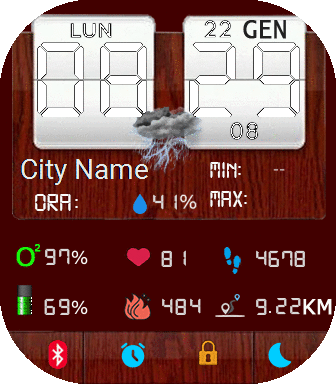 LUN 22 GEN
08 29
08
City Name MIN: --
ORA: 41% MAX:
O² 97% 81 4678
69% 484 9.22KM